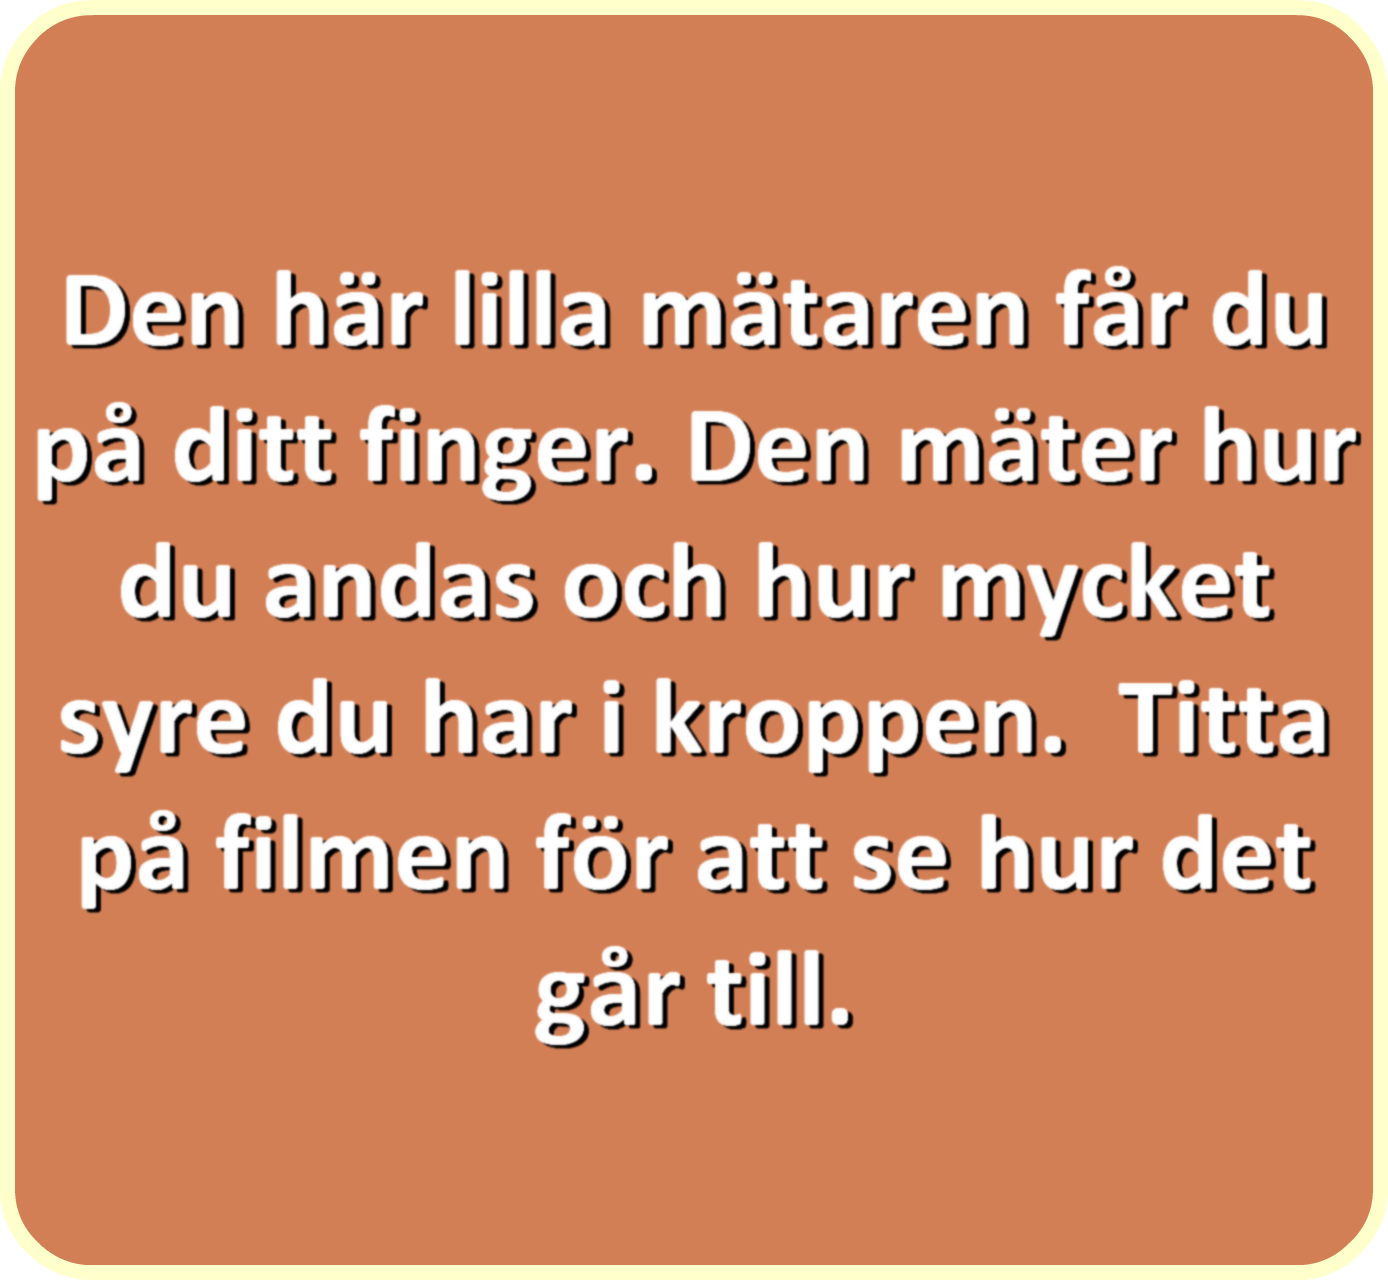 Den här lilla mätaren får du
på ditt finger. Den mäter hur
du andas och hur mycket
syre du har i kroppen.  Titta
på filmen för att se hur det
går till.